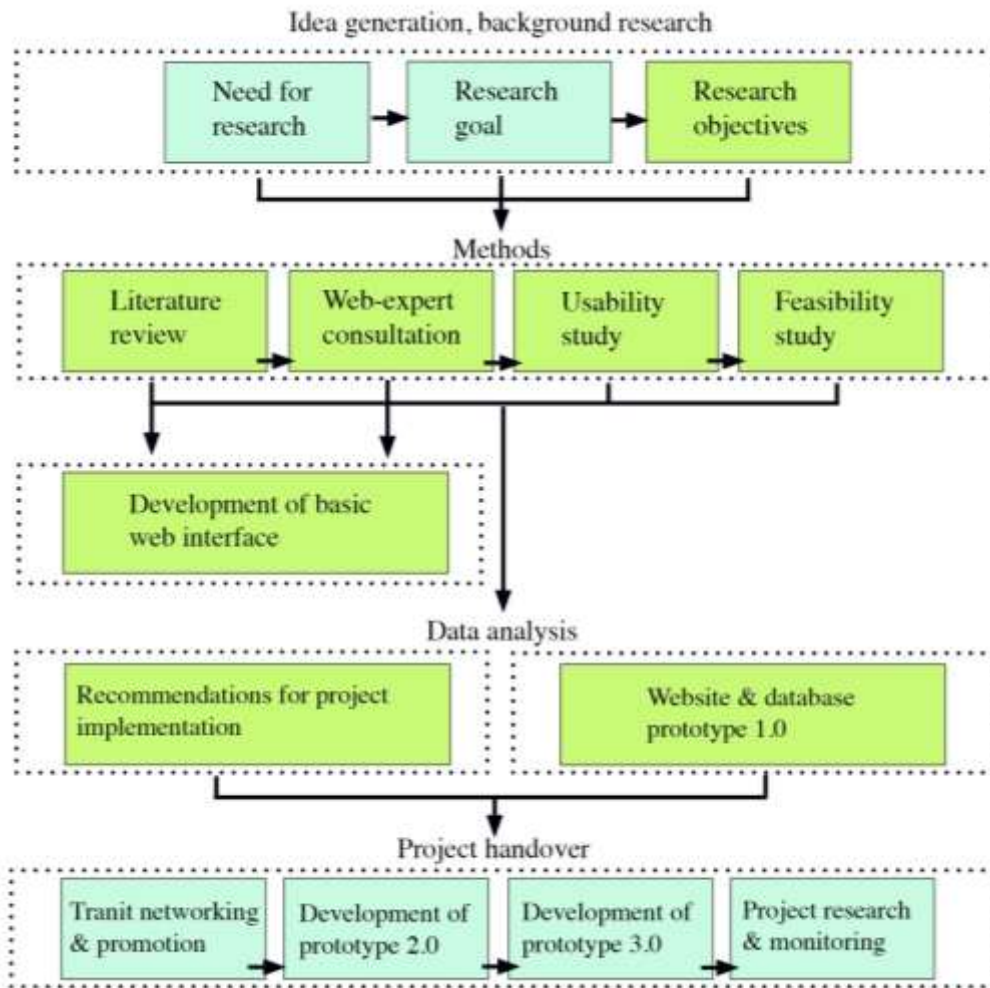 Idea generation, background research
Need for
research
Research
goal
Research
objectives
Methods
Literature
review
Web-expert
consultation
Usability
study
Feasibility
study
Development of basic
web interface
Data analysis
Recommendations for project
implementation
Website & database
prototype 1.0
Project handover
Tranit networking
& promotion
Development of
prototype 2.0
Development of
prototype 3.0
Project research
& monitoring